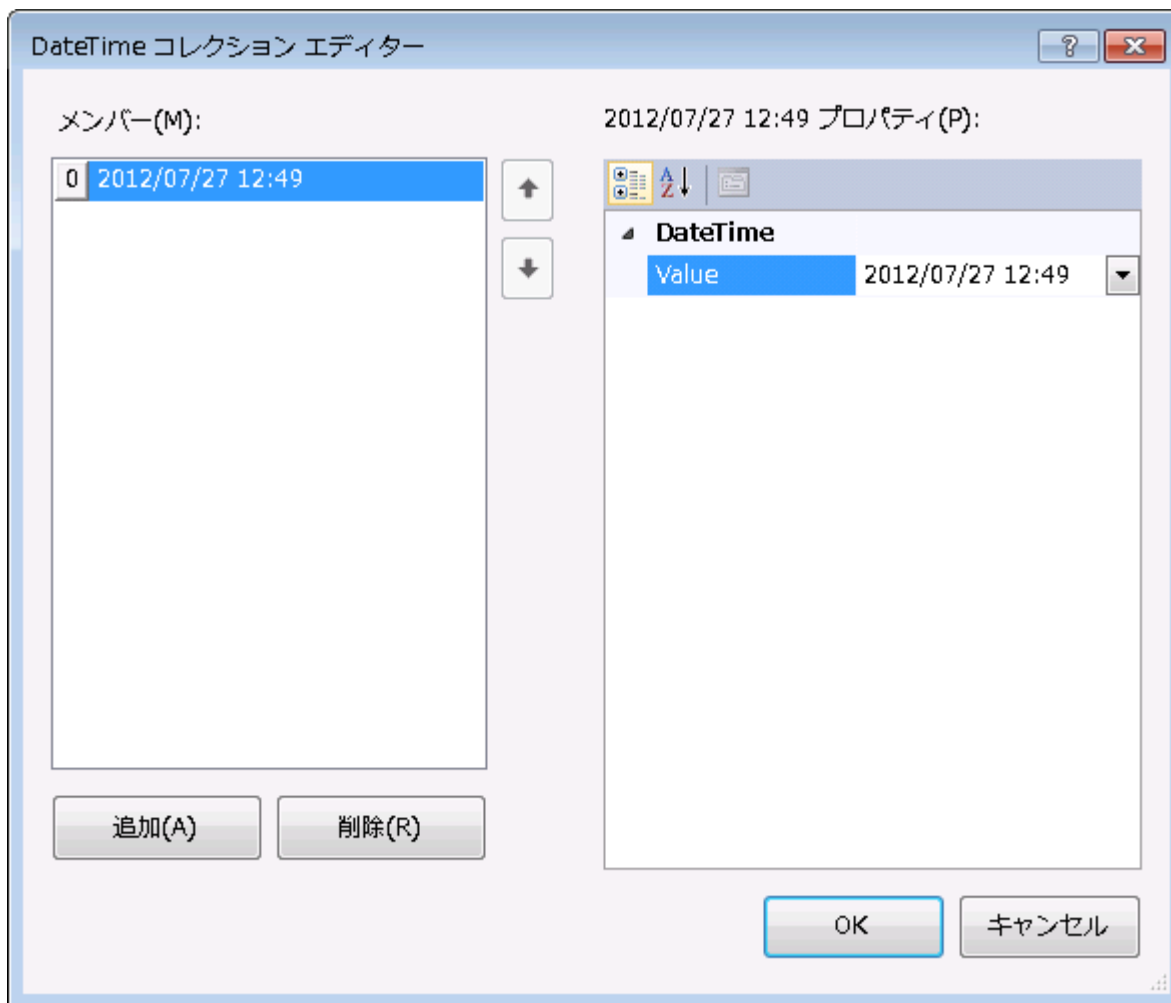 DateTime コレクション エディター
メンバー(M):
0 2012/07/27 12:49
追加(A) 削除(R)
2012/07/27 12:49 プロパティ(P):
DateTime
Value 2012/07/27 12:49
OK キャンセル